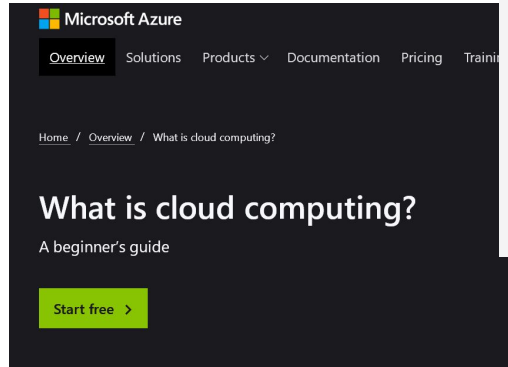 Microsoft Azure
Overview Solutions Products Documentation Pricing
Home / Overview / What is cloud computing?
What is cloud computing?
A beginner's guide
Start free